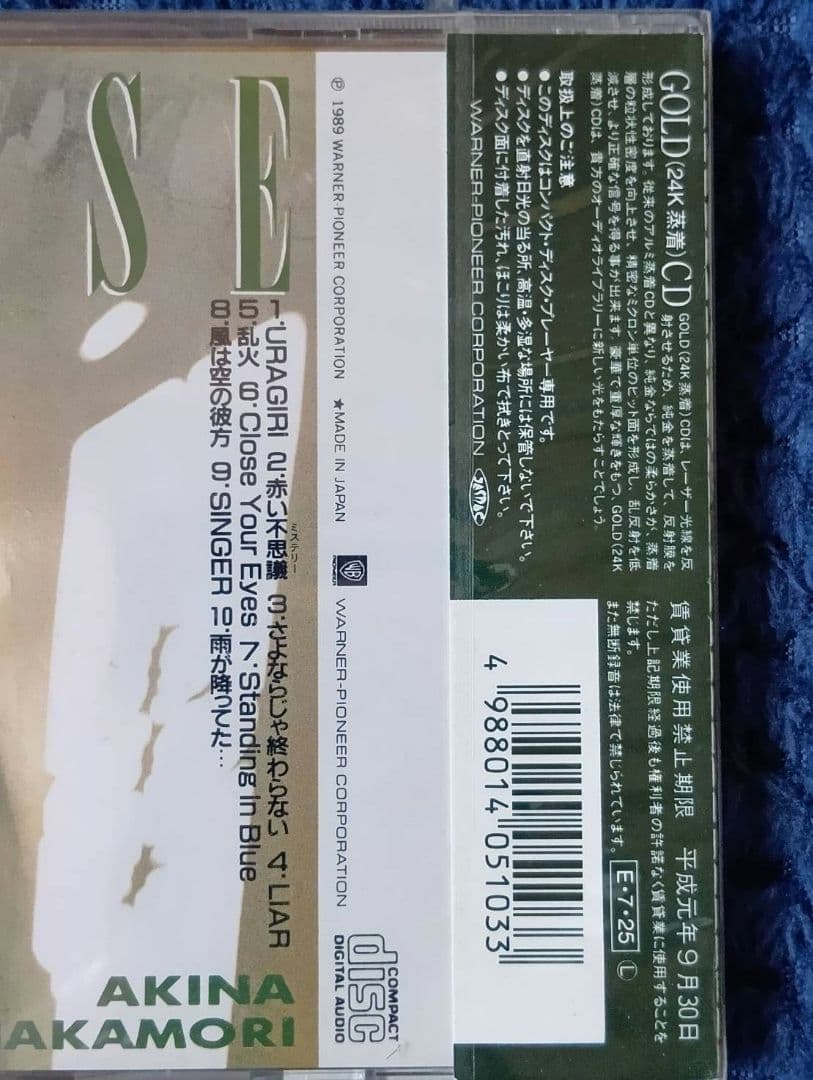 S E
1.URAGIRI 2.赤い不思議 3.さよならじゃ終わらない 4.LIAR
ミステリー
5.乱火 6.Close Your Eyes 7.Standing In Blue
8.風は空の彼方 9.SINGER 10.雨が降ってた…
AKINA
AKAMORI
Ⓟ 1989 WARNER-PIONEER CORPORATION ★MADE IN JAPAN
WB
WARNER-PIONEER CORPORATION
COMPACT
disc
DIGITAL AUDIO
GOLD(24K蒸着)CD
GOLD(24K蒸着)CDは、レーザー光線を反
射させるため、純金を蒸着して、反射膜を
形成しております。従来のアルミ蒸着CDと異なり、純金ならではの柔らかさが、蒸着
層の粒状性密度を向上させ、精密なミクロン単位のピット面を形成し、乱反射を低
減させ、より正確な信号を得る事が出来ます。豪華で重厚な輝きをもつ、GOLD(24K
蒸着)CDは、貴方のオーディオライブラリーに新しい光をもたらすことでしょう。
取扱上のご注意
●このディスクはコンパクト・ディスク・プレーヤー専用です。
●ディスクを直射日光の当る所、高温・多湿な場所には保管しないで下さい。
●ディスク面に付着した汚れ、ほこりは柔かい布で拭きとって下さい。
WARNER-PIONEER CORPORATION
JASRAC
賃貸業使用禁止期限 平成元年9月30日
ただし上記期限経過後も権利者の許諾なく賃貸業に使用することを
禁じます。
また無断録音は法律で禁じられています。
E・7・25 Ⓛ
4 988014 051033